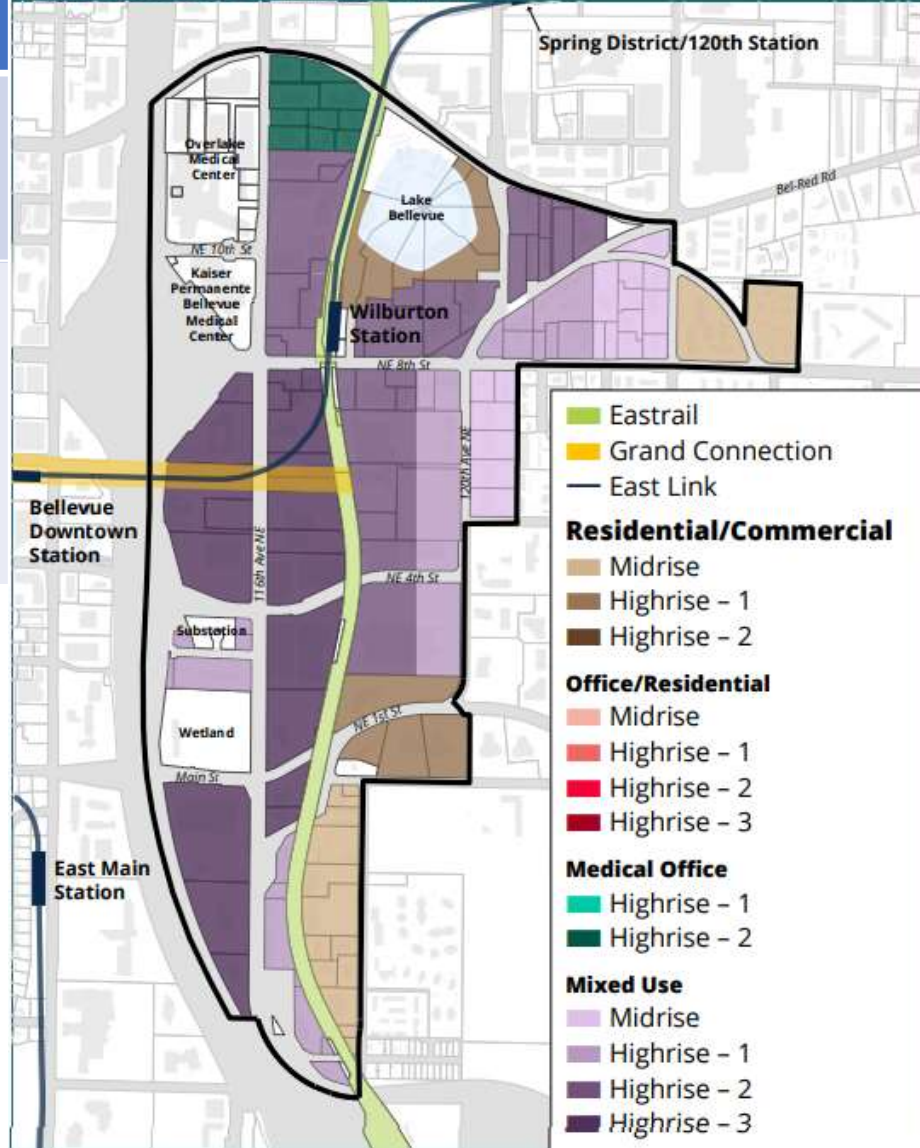 Spring District/120th Station
Overlake
Medical
Center
Bel-Red Rd
Lake
Bellevue
NE 10th St
Kaiser
Permanente
Bellevue
Medical
Center
Wilburton
Station
NE 8th St
120th Ave NE
Bellevue
Downtown
Station
116th Ave NE
NE 4th St
Substation
NE 1st St
Wetland
Main St
East Main
Station
Eastrail
Grand Connection
East Link
Residential/Commercial
Midrise
Highrise – 1
Highrise – 2
Office/Residential
Midrise
Highrise – 1
Highrise – 2
Highrise – 3
Medical Office
Highrise – 1
Highrise – 2
Mixed Use
Midrise
Highrise – 1
Highrise – 2
Highrise – 3